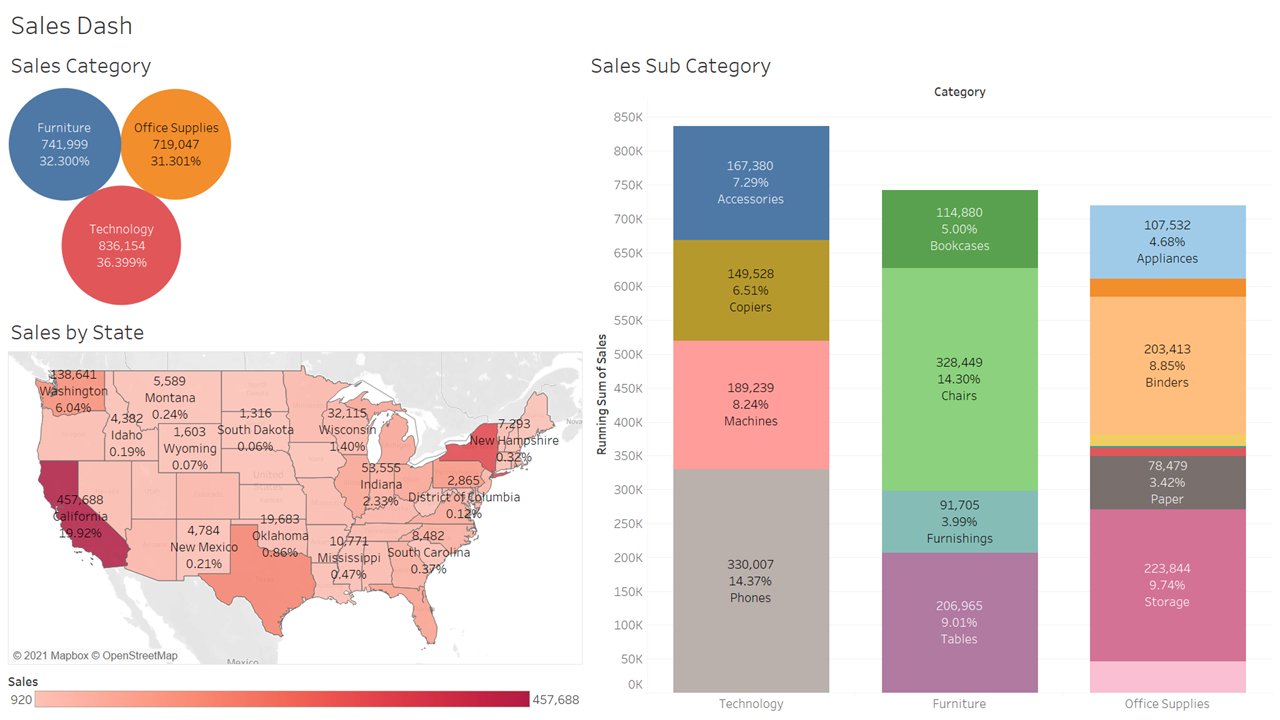 Sales Dash
Sales Category
Furniture
741,999
32.300%
Office Supplies
719,047
31.301%
Technology
836,154
36.399%
Sales by State
138,641
Washington
6.04%
5,589
Montana
0.24%
4,382
Idaho
0.19%
1,603
Wyoming
0.07%
1,316
South Dakota
0.06%
32,115
Wisconsin
1.40%
7,293
New Hampshire
0.32%
53,555
Indiana
2.33%
2,865
District of Columbia
0.12%
457,688
California
19.92%
4,784
New Mexico
0.21%
19,683
Oklahoma
0.86%
10,771
Mississippi
0.47%
8,482
South Carolina
0.37%
United
States
Mexico
© 2021 Mapbox © OpenStreetMap
Sales
920
457,688
Sales Sub Category
Category
Running Sum of Sales
850K
800K
750K
700K
650K
600K
550K
500K
450K
400K
350K
300K
250K
200K
150K
100K
50K
0K
167,380
7.29%
Accessories
149,528
6.51%
Copiers
189,239
8.24%
Machines
330,007
14.37%
Phones
114,880
5.00%
Bookcases
328,449
14.30%
Chairs
91,705
3.99%
Furnishings
206,965
9.01%
Tables
107,532
4.68%
Appliances
203,413
8.85%
Binders
78,479
3.42%
Paper
223,844
9.74%
Storage
Technology
Furniture
Office Supplies